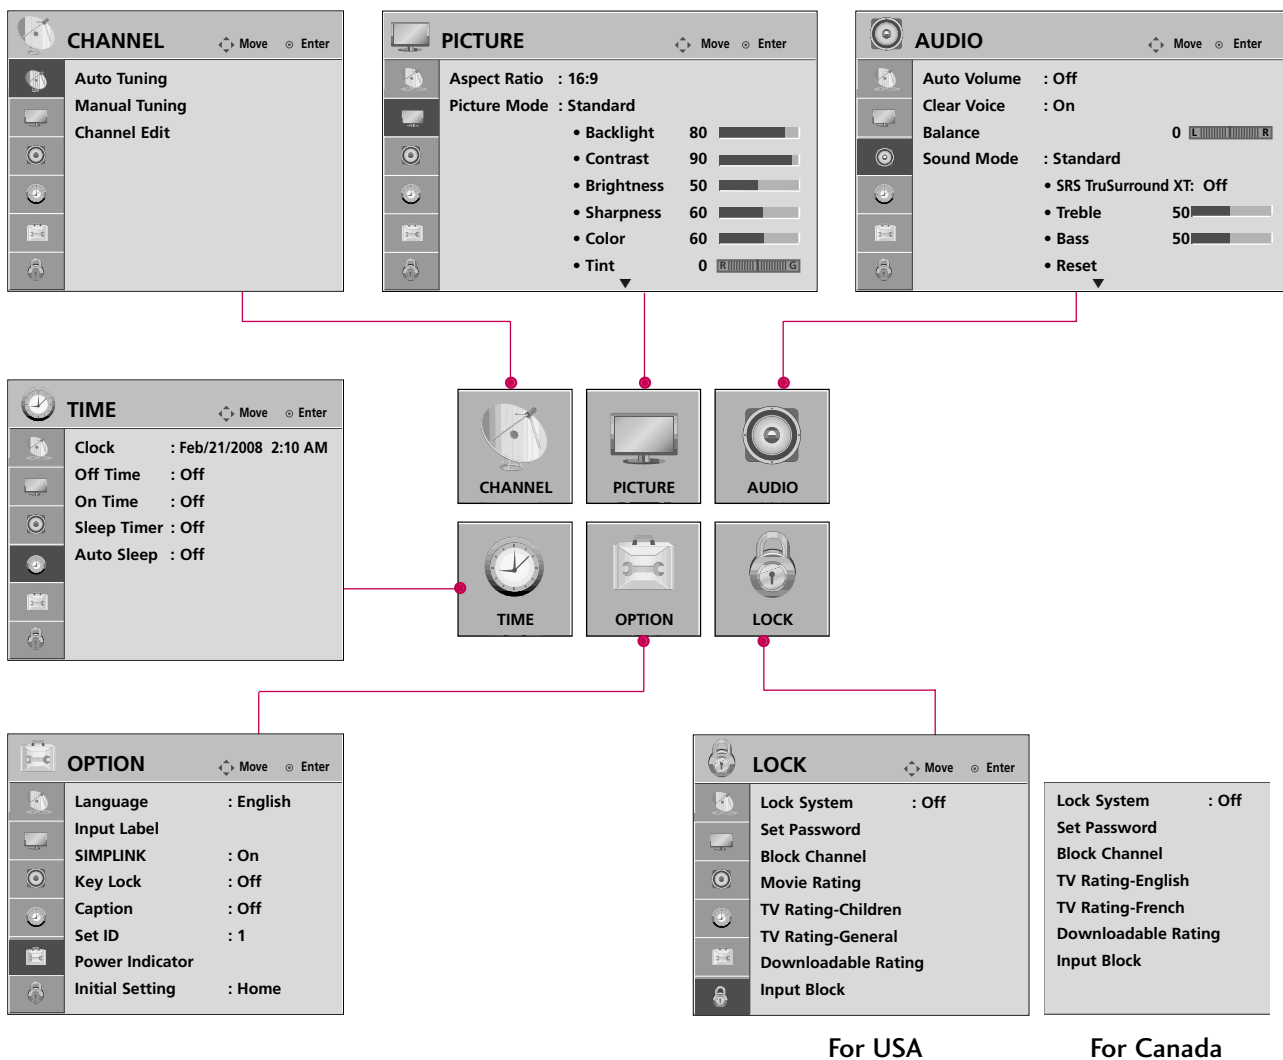 CHANNEL
Move Enter
Auto Tuning
Manual Tuning
Channel Edit
PICTURE
Move Enter
Aspect Ratio : 16:9
Picture Mode : Standard
• Backlight 80
• Contrast 90
• Brightness 50
• Sharpness 60
• Color 60
• Tint 0 R G
AUDIO
Move Enter
Auto Volume : Off
Clear Voice : On
Balance 0 L R
Sound Mode : Standard
• SRS TruSurround XT: Off
• Treble 50
• Bass 50
• Reset
TIME
Move Enter
Clock : Feb/21/2008 2:10 AM
Off Time : Off
On Time : Off
Sleep Timer : Off
Auto Sleep : Off
CHANNEL
PICTURE
AUDIO
TIME
OPTION
LOCK
OPTION
Move Enter
Language : English
Input Label
SIMPLINK : On
Key Lock : Off
Caption : Off
Set ID : 1
Power Indicator
Initial Setting : Home
LOCK
Move Enter
Lock System : Off
Set Password
Block Channel
Movie Rating
TV Rating-Children
TV Rating-General
Downloadable Rating
Input Block
For USA
Lock System : Off
Set Password
Block Channel
TV Rating-English
TV Rating-French
Downloadable Rating
Input Block
For Canada